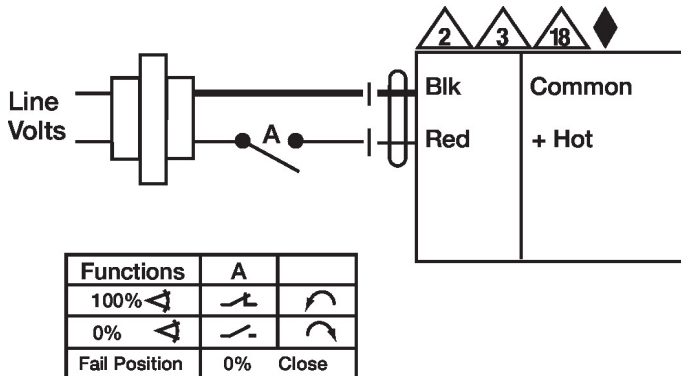 2 3 18
Line
Volts
Blk Common
A
Red + Hot
Functions A
100%
0%
Fail Position 0% Close